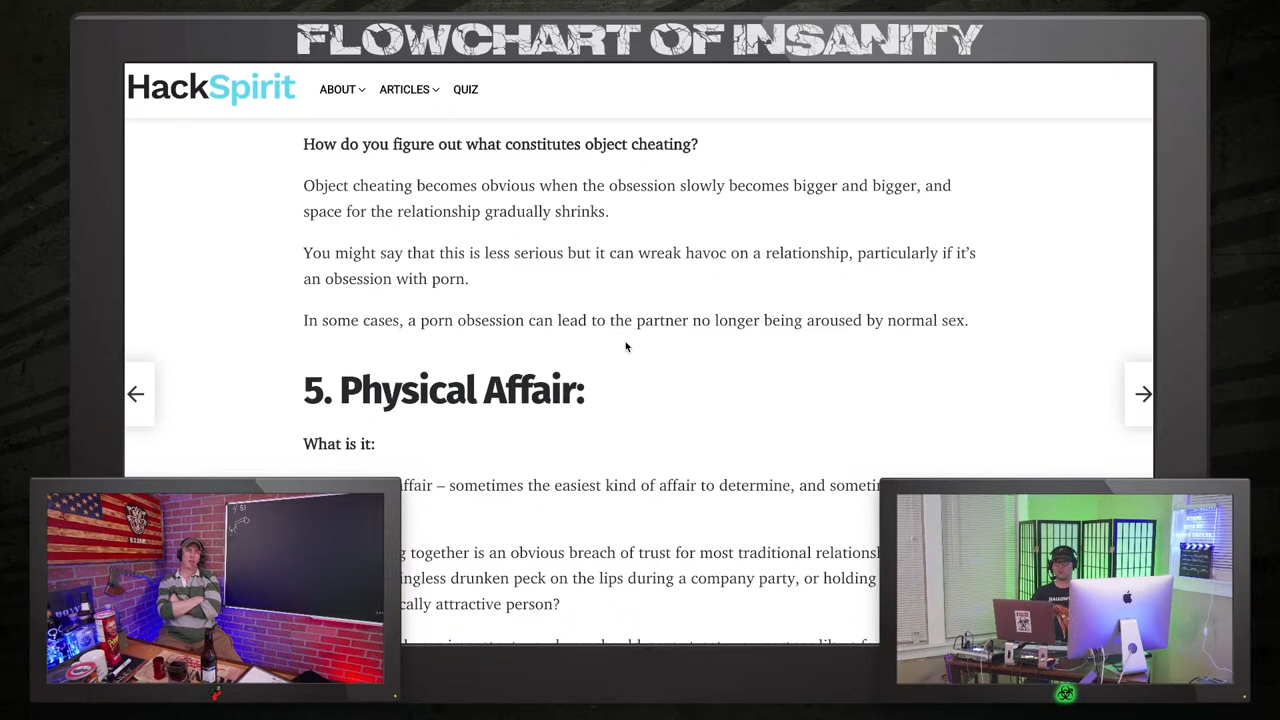 FLOWCHART OF INSANITY
HackSpirit
ABOUT ARTICLES QUIZ
How do you figure out what constitutes object cheating?
Object cheating becomes obvious when the obsession slowly becomes bigger and bigger, and
space for the relationship gradually shrinks.
You might say that this is less serious but it can wreak havoc on a relationship, particularly if it's
an obsession with porn.
In some cases, a porn obsession can lead to the partner no longer being aroused by normal sex.
5. Physical Affair:
What is it:
affair – sometimes the easiest kind of affair to determine, and
together is an obvious breach of trust for most traditional
drunken peck on the lips during a company party, or holding
attractive person?